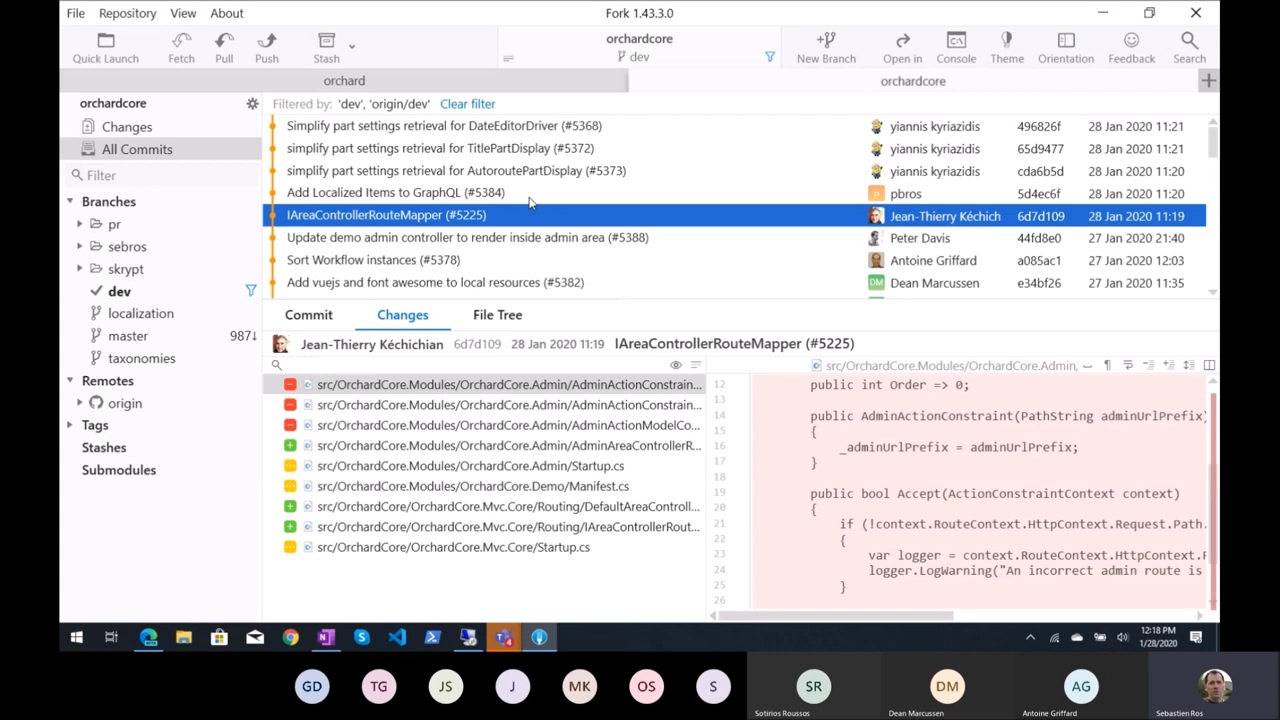 File Repository View About Fork 1.43.3.0
Quick Launch Fetch Pull Push Stash orchardcore dev New Branch Open in Console Theme Orientation Feedback Search
orchard orchardcore
orchardcore
Changes
All Commits
Filter
Branches
pr
sebros
skrypt
dev
localization
master 987↓
taxonomies
Remotes
origin
Tags
Stashes
Submodules
Filtered by: 'dev', 'origin/dev' Clear filter
Simplify part settings retrieval for DateEditorDriver (#5368) yiannis kyriazidis 496826f 28 Jan 2020 11:21
simplify part settings retrieval for TitlePartDisplay (#5372) yiannis kyriazidis 65d9477 28 Jan 2020 11:21
simplify part settings retrieval for AutoroutePartDisplay (#5373) yiannis kyriazidis cda6b5d 28 Jan 2020 11:21
Add Localized Items to GraphQL (#5384) pbros 5d4ec6f 28 Jan 2020 11:20
IAreaControllerRouteMapper (#5225) Jean-Thierry Kéchich 6d7d109 28 Jan 2020 11:19
Update demo admin controller to render inside admin area (#5388) Peter Davis 44fd8e0 27 Jan 2020 21:40
Sort Workflow instances (#5378) Antoine Griffard a085ac1 27 Jan 2020 12:03
Add vuejs and font awesome to local resources (#5382) DM Dean Marcussen e34bf26 27 Jan 2020 11:35
Commit Changes File Tree
Jean-Thierry Kéchichian 6d7d109 28 Jan 2020 11:19 IAreaControllerRouteMapper (#5225)
src/OrchardCore.Modules/OrchardCore.Admin/AdminActionConstrain...
src/OrchardCore.Modules/OrchardCore.Admin/AdminActionConstrain...
src/OrchardCore.Modules/OrchardCore.Admin/AdminActionModelCo...
src/OrchardCore.Modules/OrchardCore.Admin/AdminAreaControllerR...
src/OrchardCore.Modules/OrchardCore.Admin/Startup.cs
src/OrchardCore.Modules/OrchardCore.Demo/Manifest.cs
src/OrchardCore/OrchardCore.Mvc.Core/Routing/DefaultAreaControll...
src/OrchardCore/OrchardCore.Mvc.Core/Routing/IAreaControllerRout...
src/OrchardCore/OrchardCore.Mvc.Core/Startup.cs
src/OrchardCore.Modules/OrchardCore.Admin,
12 public int Order => 0;
13
14 public AdminActionConstraint(PathString adminUrlPrefix)
15 {
16 _adminUrlPrefix = adminUrlPrefix;
17 }
18
19 public bool Accept(ActionConstraintContext context)
20 {
21 if (!context.RouteContext.HttpContext.Request.Path.
22 {
23 var logger = context.RouteContext.HttpContext.R
24 logger.LogWarning("An incorrect admin route is
25 }
26
12:18 PM
1/28/2020
GD TG JS J MK OS S SR DM AG
Sotirios Roussos Dean Marcussen Antoine Griffard Sebastien Ros